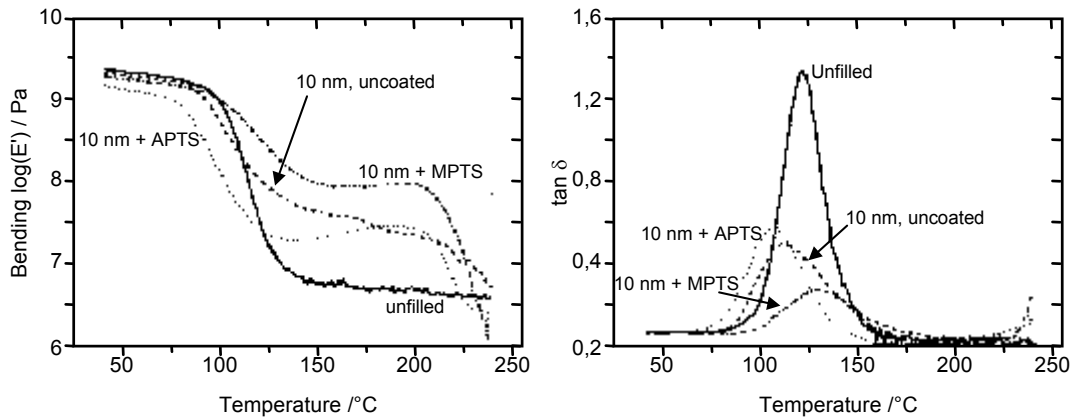 10
9
8
7
6
Bending log(E') / Pa
50
100
150
200
250
Temperature /°C
10 nm, uncoated
10 nm + APTS
10 nm + MPTS
unfilled
1,6
1,2
0,8
0,4
0,2
tan δ
50
100
150
200
250
Temperature /°C
Unfilled
10 nm, uncoated
10 nm + APTS
10 nm + MPTS